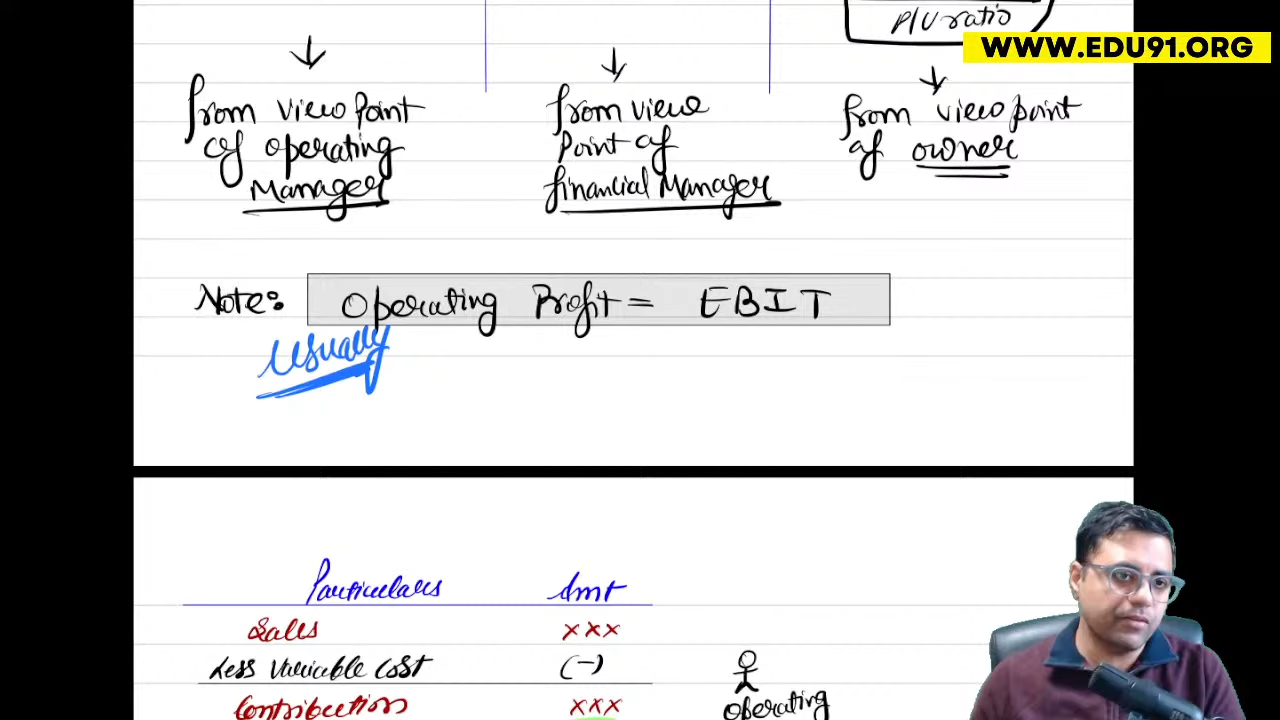 P/V ratio
WWW.EDU91.ORG
from view Point
of operating
Manager
from view
Point of
financial Manager
from view point
of owner
Note: Operating Profit = EBIT
Usually
Particulars Amt
Sales xxx
Less Variable cost (-)
Contribution xxx
operating